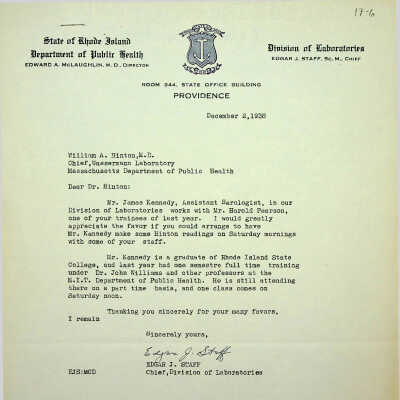 17-6
State of Rhode Island
Department of Public Health
EDWARD A. McLAUGHLIN, M. D., DIRECTOR
Division of Laboratories
EDGAR J. STAFF, Sc. M., CHIEF
ROOM 344, STATE OFFICE BUILDING
PROVIDENCE
December 2, 1938
William A. Hinton, M.D.
Chief, Wassermann Laboratory
Massachusetts Department of Public Health
Dear Dr. Hinton:
Mr. James Kennedy, Assistant Serologist, in our
Division of Laboratories works with Mr. Harold Pearson,
one of your trainees of last year. I would greatly
appreciate the favor if you could arrange to have
Mr. Kennedy make some Hinton readings on Saturday mornings
with some of your staff.
Mr. Kennedy is a graduate of Rhode Island State
College, and last year had one semestre full time training
under Dr. John Williams and other professors at the
M.I.T. Department of Public Health. He is still attending
there on a part time basis, and one class comes on
Saturday noon.
Thanking you sincerely for your many favors,
I remain
Sincerely yours,
Edgar J. Staff
EDGAR J. STAFF
EJS:MCD Chief, Division of Laboratories